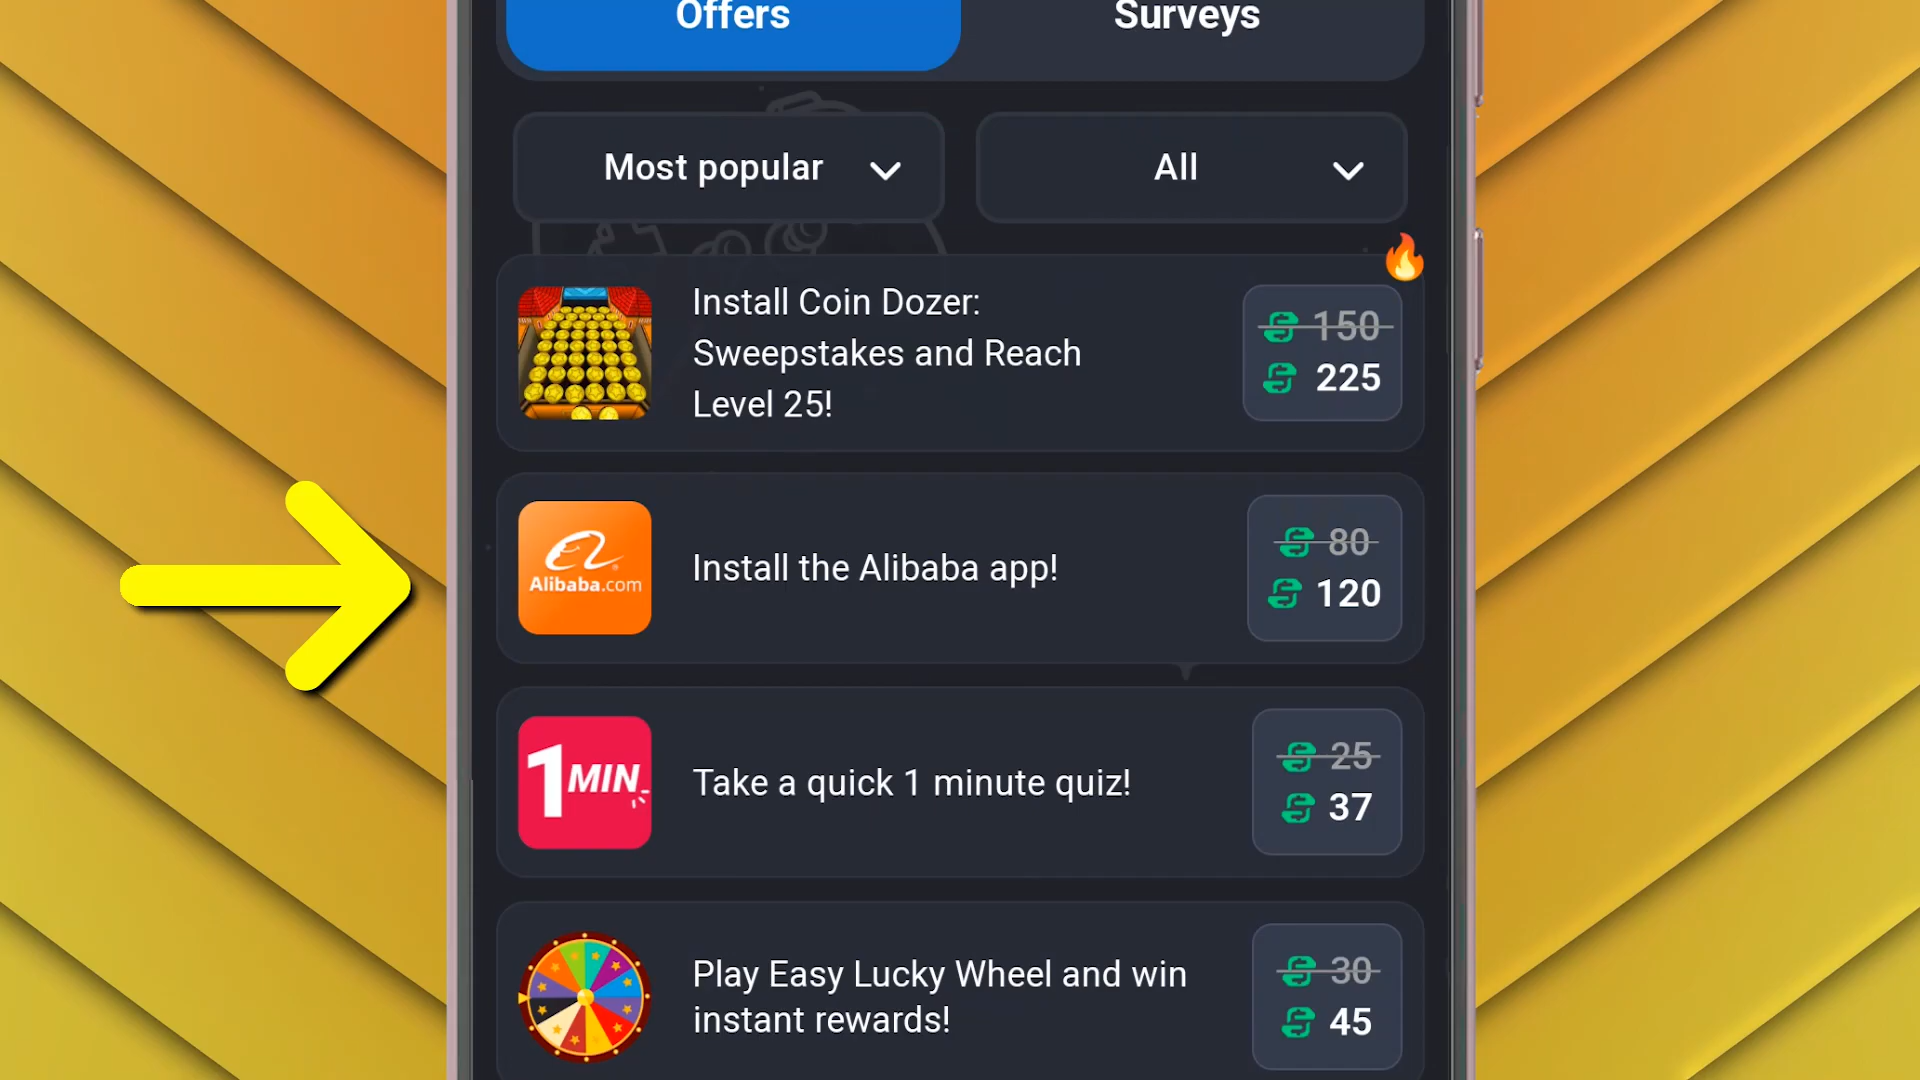 Offers
Surveys
Most popular
All
Install Coin Dozer:
Sweepstakes and Reach
Level 25!
150
225
Alibaba.com
Install the Alibaba app!
80
120
1 MIN
Take a quick 1 minute quiz!
25
37
Play Easy Lucky Wheel and win
instant rewards!
30
45